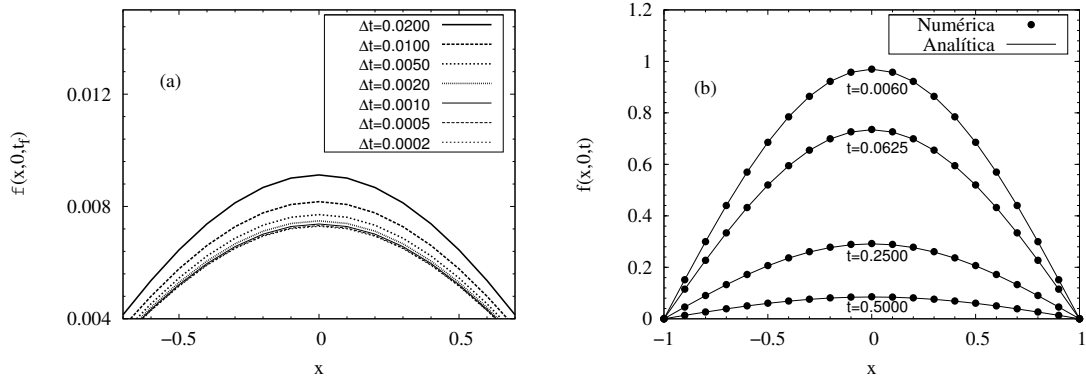 Δt=0.0200
Δt=0.0100
Δt=0.0050
Δt=0.0020
Δt=0.0010
Δt=0.0005
Δt=0.0002
(a)
0.012
0.008
0.004
f(x,0,t_f)
−0.5
0
0.5
x
Numérica
Analítica
(b)
1.2
1
0.8
0.6
0.4
0.2
0
f(x,0,t)
t=0.0060
t=0.0625
t=0.2500
t=0.5000
−1
−0.5
0
0.5
1
x